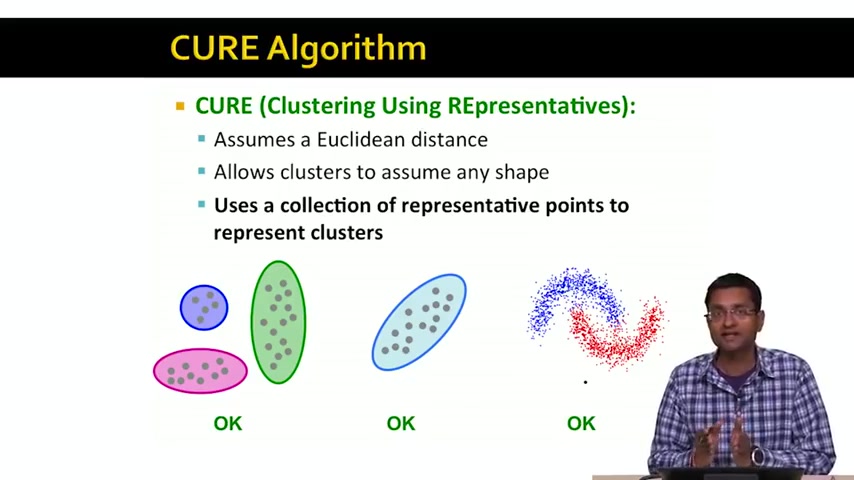 CURE Algorithm
CURE (Clustering Using REpresentatives):
Assumes a Euclidean distance
Allows clusters to assume any shape
Uses a collection of representative points to
represent clusters
OK
OK
OK